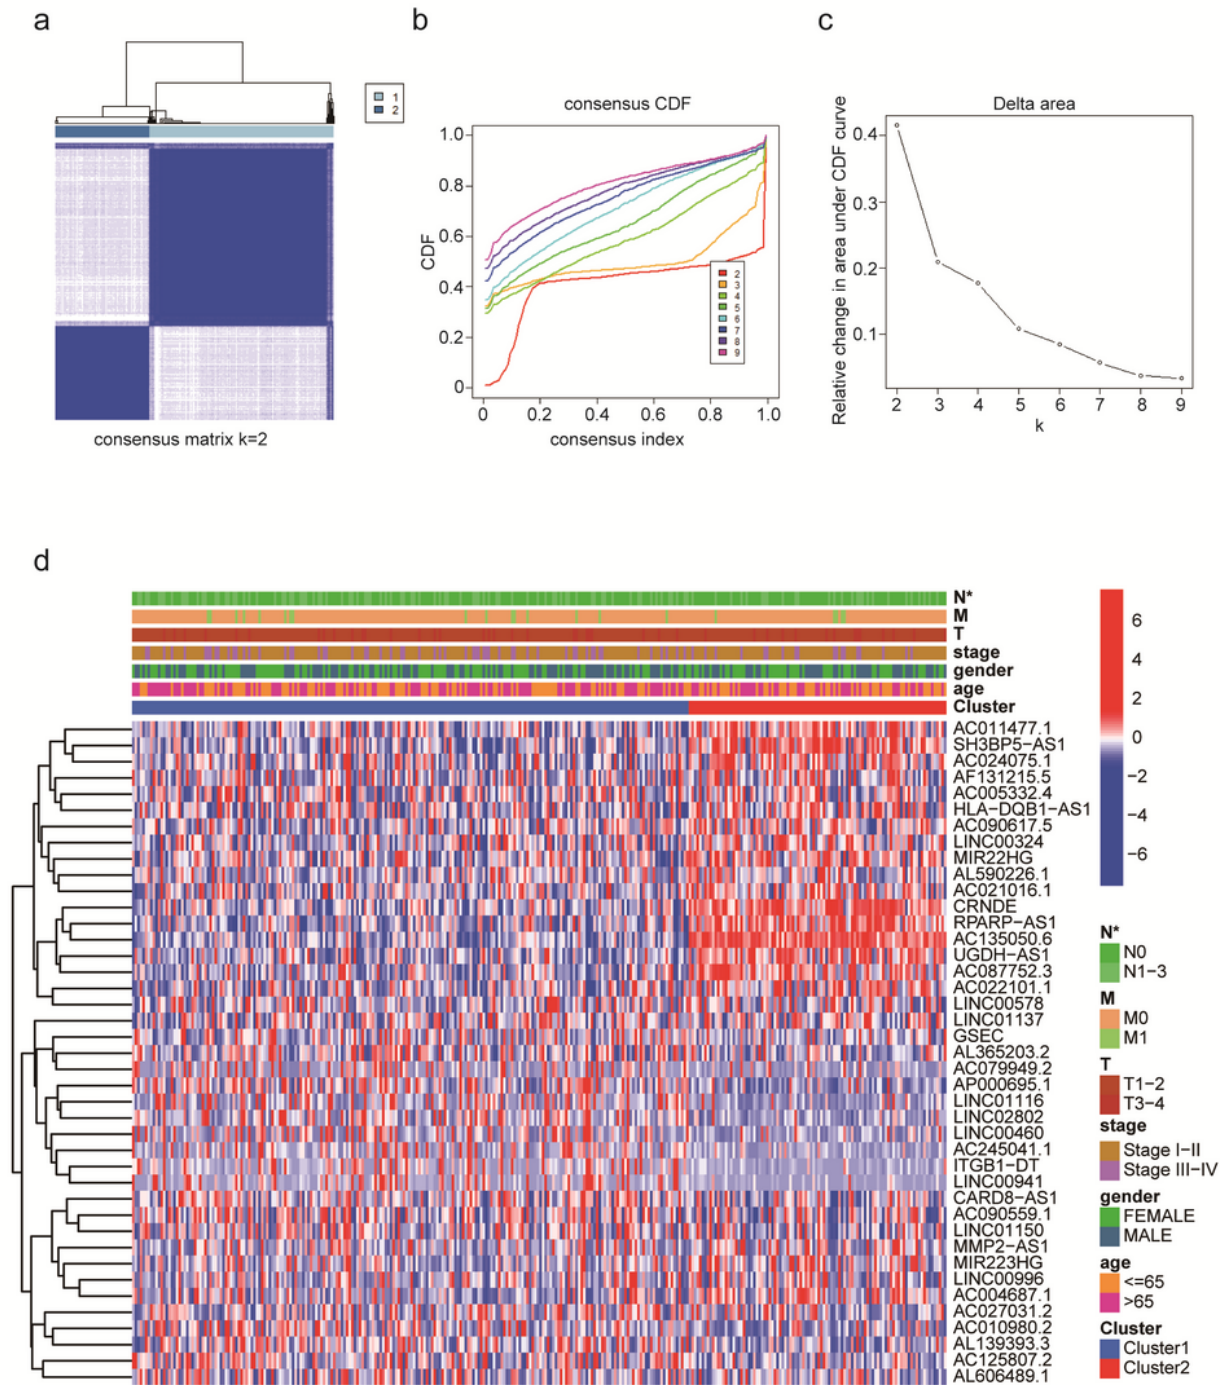 a
1
2
consensus matrix k=2
b
consensus CDF
1.0
0.8
0.6
0.4
0.2
0
CDF
2
3
4
5
6
7
8
9
0 0.2 0.4 0.6 0.8 1.0
consensus index
c
Delta area
Relative change in area under CDF curve
0.4
0.3
0.2
0.1
2 3 4 5 6 7 8 9
k
d
N*
M
T
stage
gender
age
Cluster
AC011477.1
SH3BP5−AS1
AC024075.1
AF131215.5
AC005332.4
HLA−DQB1−AS1
AC090617.5
LINC00324
MIR22HG
AL590226.1
AC021016.1
CRNDE
RPARP−AS1
AC135050.6
UGDH−AS1
AC087752.3
AC022101.1
LINC00578
LINC01137
GSEC
AL365203.2
AC079949.2
AP000695.1
LINC01116
LINC02802
LINC00460
AC245041.1
ITGB1−DT
LINC00941
CARD8−AS1
AC090559.1
LINC01150
MMP2−AS1
MIR223HG
LINC00996
AC004687.1
AC027031.2
AC010980.2
AL139393.3
AC125807.2
AL606489.1
6
4
2
0
−2
−4
−6
N*
N0
N1−3
M
M0
M1
T
T1−2
T3−4
stage
Stage I−II
Stage III−IV
gender
FEMALE
MALE
age
<=65
>65
Cluster
Cluster1
Cluster2